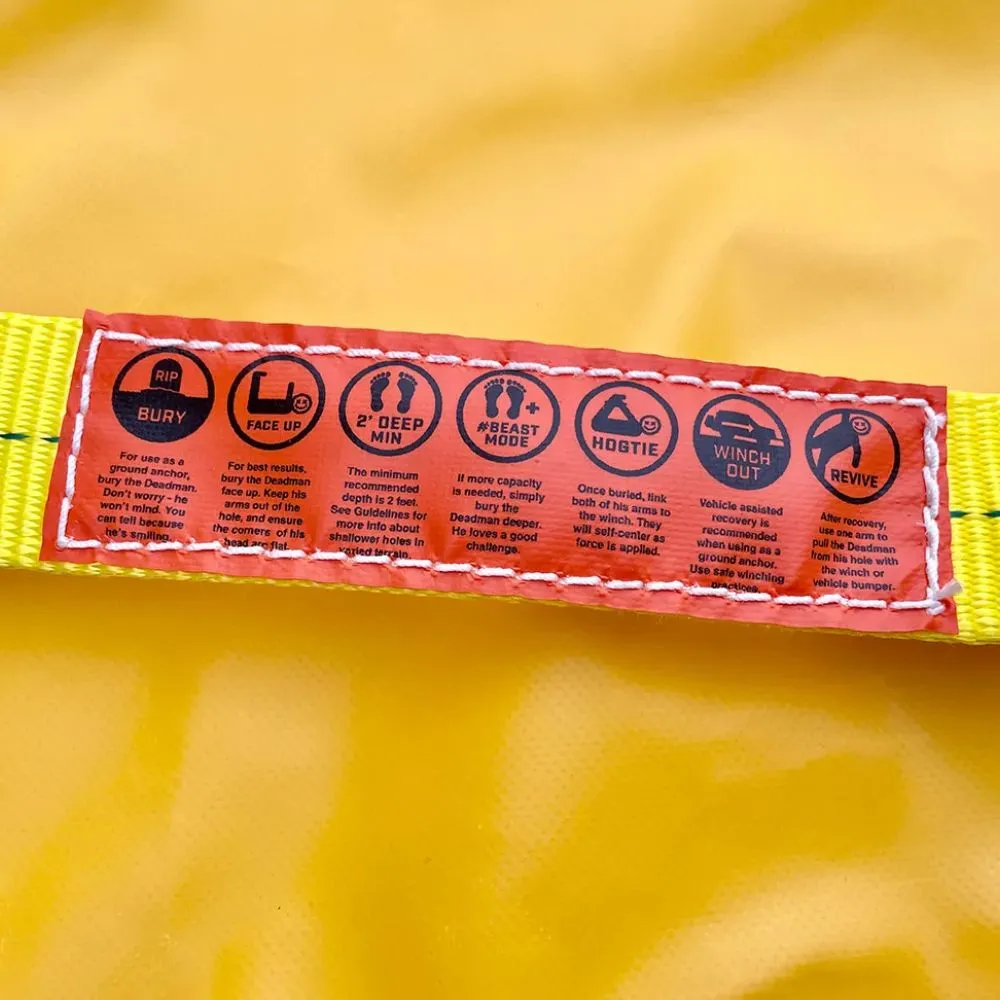 RIP
BURY
For use as a
ground anchor,
bury the Deadman.
Don't worry - he
won't mind. You
can tell because
he's smiling.
FACE UP
For best results,
bury the Deadman
face up. Keep his
arms out of the
hole, and ensure
the corners of his
head are flat.
2' DEEP
MIN
The minimum
recommended
depth is 2 feet.
See Guidelines for
more info about
shallower holes in
varied terrain.
+
#BEAST
MODE
If more capacity
is needed, simply
bury the
Deadman deeper.
He loves a good
challenge.
HOGTIE
Once buried, link
both of his arms to
the winch. They
will self-center as
force is applied.
WINCH
OUT
Vehicle assisted
recovery is
recommended
when using as a
ground anchor.
Use safe winching
practices.
REVIVE
After recovery,
use one arm to
pull the Deadman
from his hole with
the winch or
vehicle bumper.